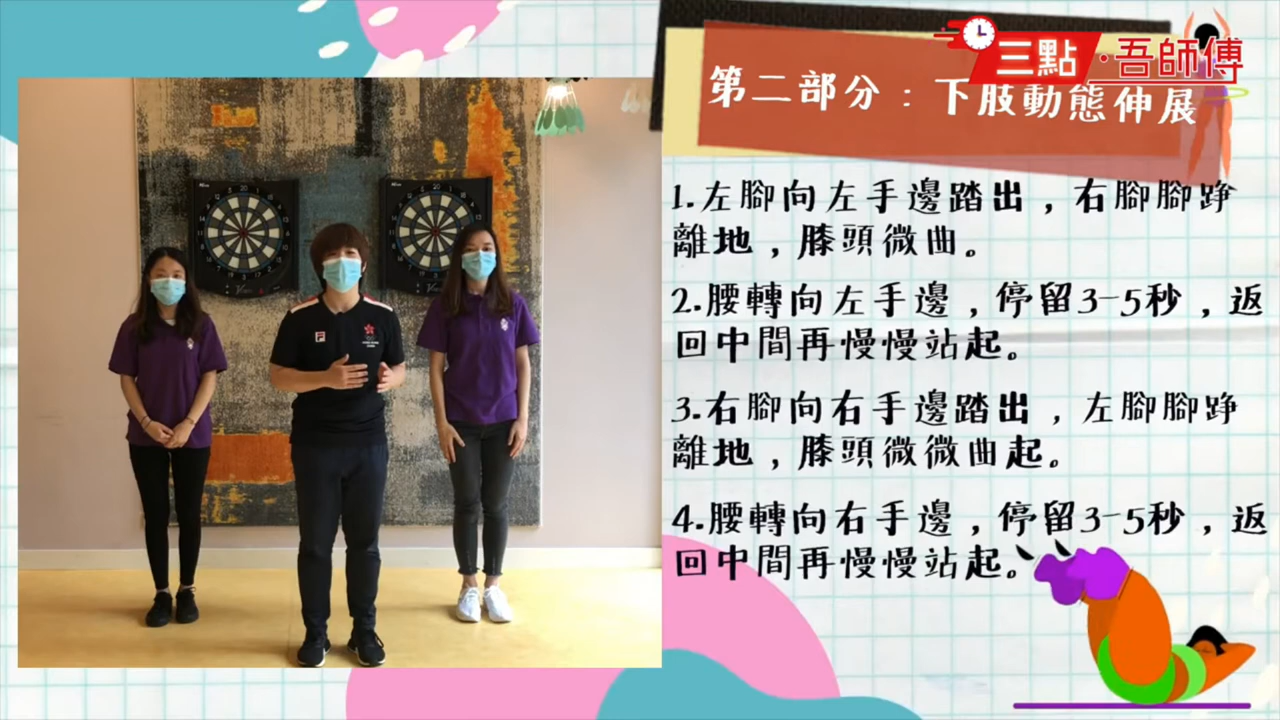 三點·吾師傅
第二部分：下肢動態伸展
1.左腳向左手邊踏出，右腳腳踭
離地，膝頭微曲。
2.腰轉向左手邊，停留3-5秒，返
回中間再慢慢站起。
3.右腳向右手邊踏出，左腳腳踭
離地，膝頭微微曲起。
4.腰轉向右手邊，停留3-5秒，返
回中間再慢慢站起。